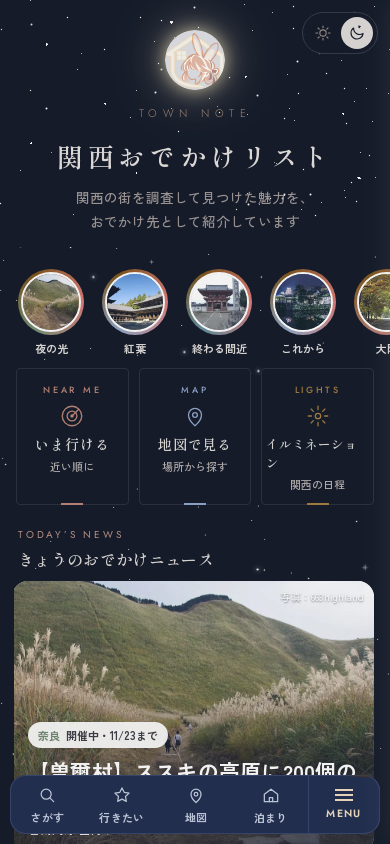 TOWN NOTE
関西おでかけリスト
関西の街を調査して見つけた魅力を、
おでかけ先として紹介しています
夜の光
紅葉
終わる間近
これから
NEAR ME
いま行ける
近い順に
MAP
地図で見る
場所から探す
LIGHTS
イルミネーショ
ン
関西の日程
TODAY'S NEWS
きょうのおでかけニュース
奈良 開催中・11/23まで
【曽爾村】ススキの高原に200個の
さがす
行きたい
地図
泊まり
MENU